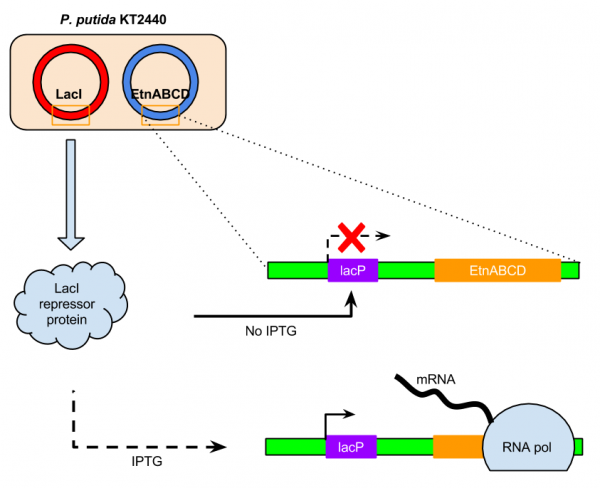 P. putida KT2440
LacI
EtnABCD
LacI
repressor
protein
lacP
EtnABCD
No IPTG
mRNA
IPTG
lacP
RNA pol